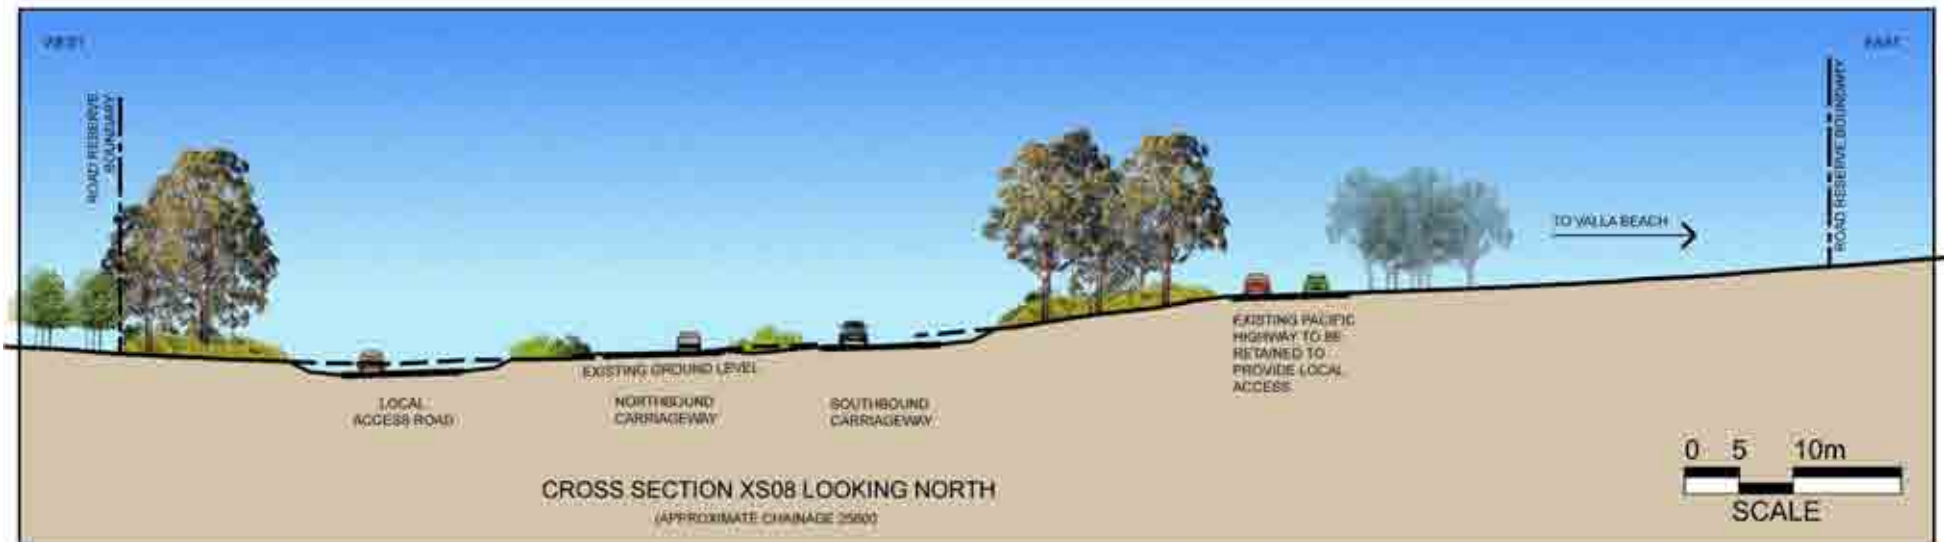 WEST
EAST
ROAD RESERVE
BOUNDARY
ROAD RESERVE BOUNDARY
TO VALLA BEACH
EXISTING PACIFIC
HIGHWAY TO BE
RETAINED TO
PROVIDE LOCAL
ACCESS
EXISTING GROUND LEVEL
LOCAL
ACCESS ROAD
NORTHBOUND
CARRIAGEWAY
SOUTHBOUND
CARRIAGEWAY
0 5 10m
SCALE
CROSS SECTION XS08 LOOKING NORTH
(APPROXIMATE CHAINAGE